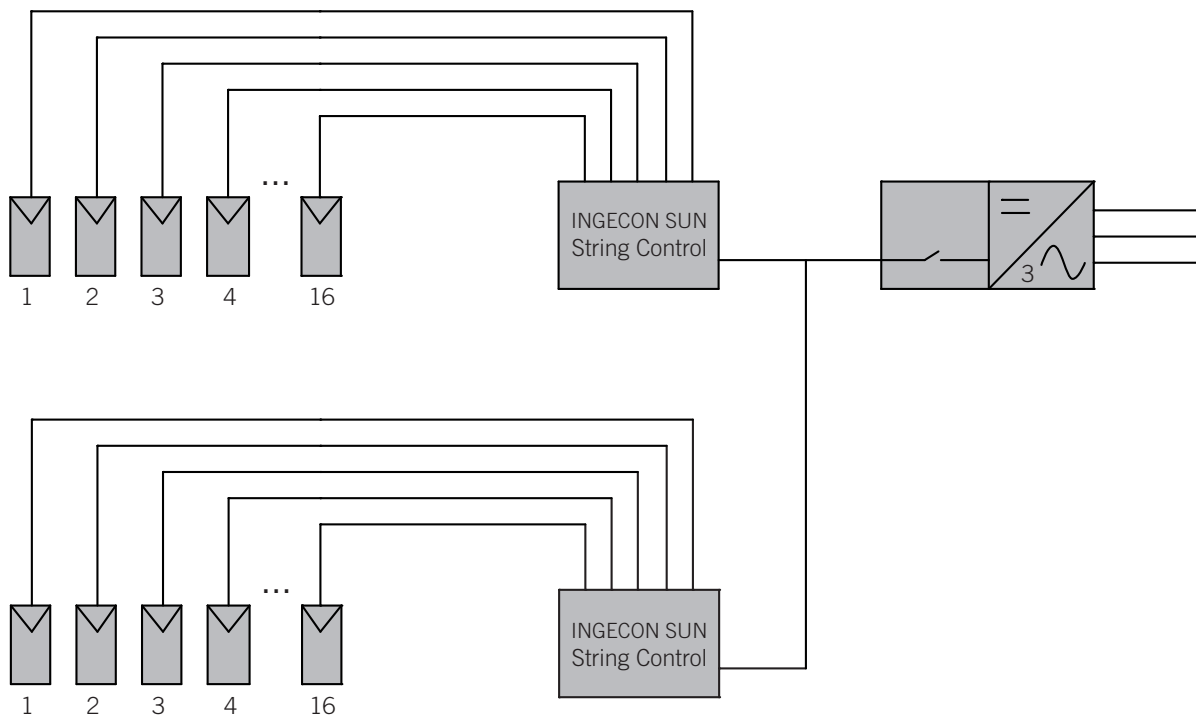 ...
1 2 3 4 16
INGECON SUN
String Control
3
...
1 2 3 4 16
INGECON SUN
String Control